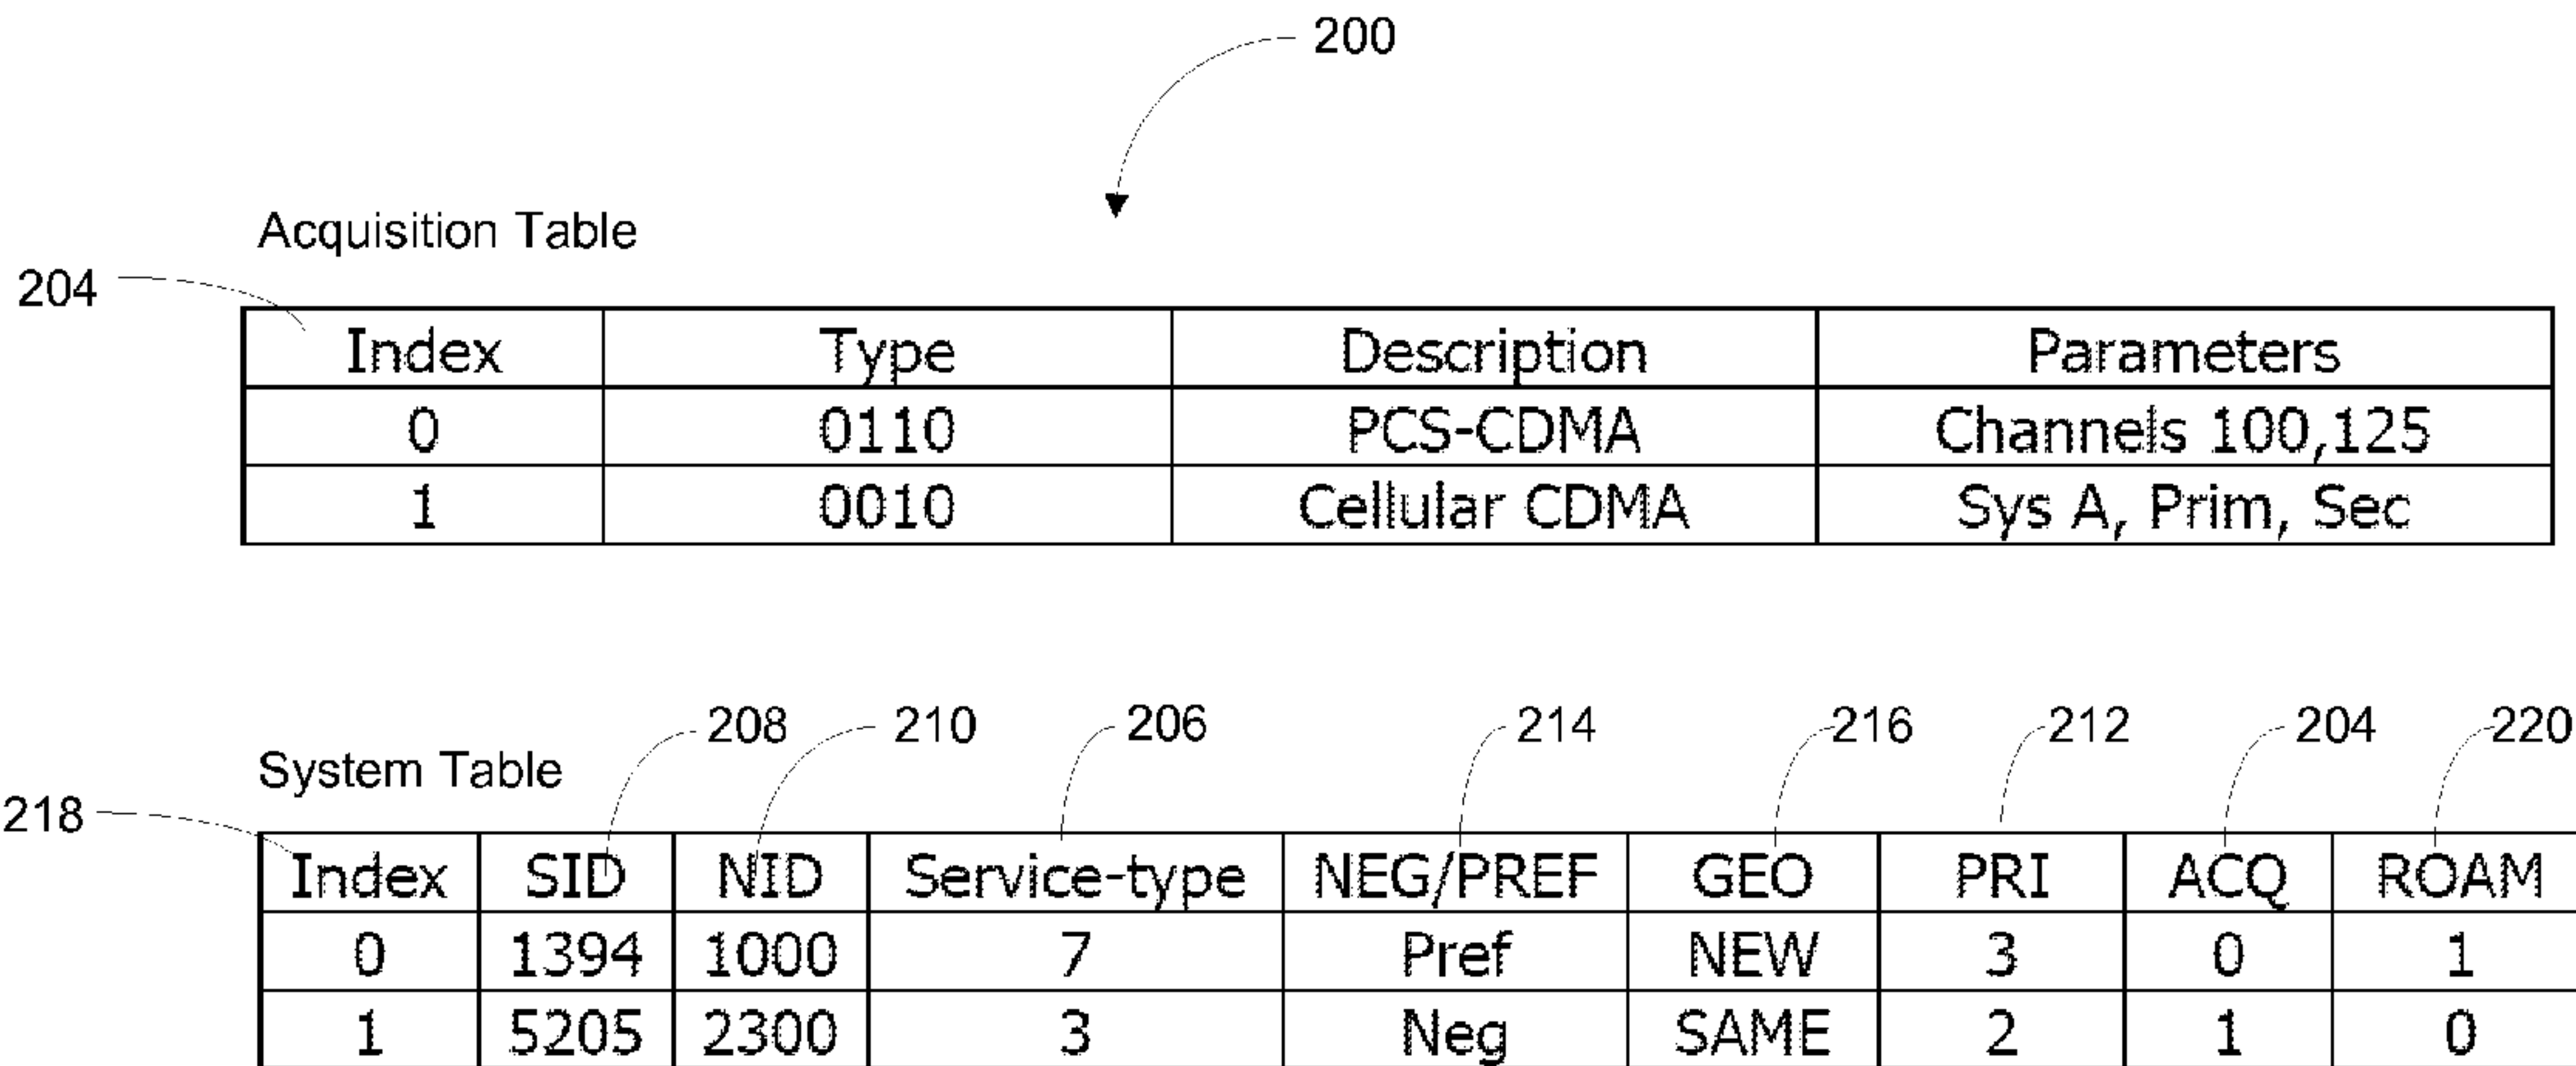 200
Acquisition Table
204
Index Type Description Parameters
0 0110 PCS-CDMA Channels 100,125
1 0010 Cellular CDMA Sys A, Prim, Sec
208 210 206 214 216 212 204 220
System Table
218
Index SID NID Service-type NEG/PREF GEO PRI ACQ ROAM
0 1394 1000 7 Pref NEW 3 0 1
1 5205 2300 3 Neg SAME 2 1 0